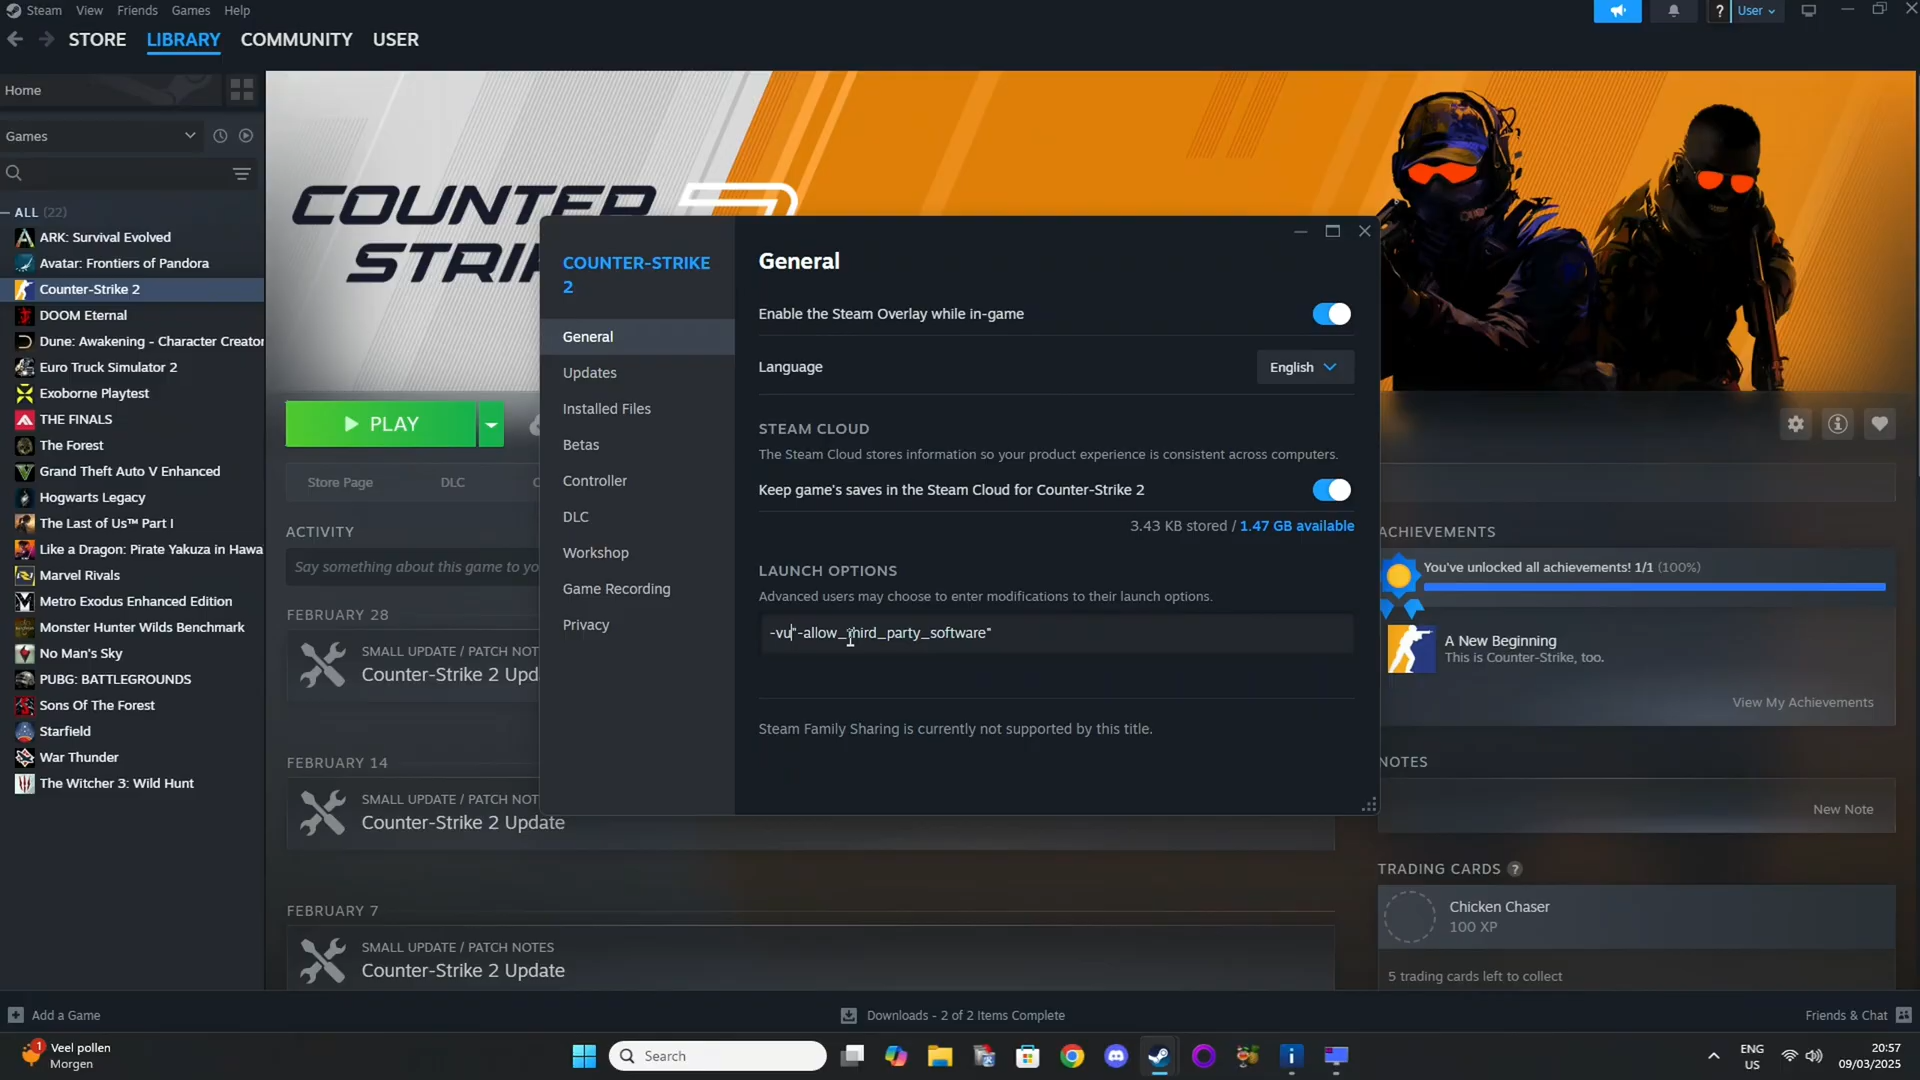 Steam View Friends Games Help
? User
STORE LIBRARY COMMUNITY USER
Home
Games
ALL (22)
ARK: Survival Evolved
Avatar: Frontiers of Pandora
Counter-Strike 2
DOOM Eternal
Dune: Awakening - Character Creator
Euro Truck Simulator 2
Exoborne Playtest
THE FINALS
The Forest
Grand Theft Auto V Enhanced
Hogwarts Legacy
The Last of Us™ Part I
Like a Dragon: Pirate Yakuza in Hawa
Marvel Rivals
Metro Exodus Enhanced Edition
Monster Hunter Wilds Benchmark
No Man's Sky
PUBG: BATTLEGROUNDS
Sons Of The Forest
Starfield
War Thunder
The Witcher 3: Wild Hunt
COUNTER
STRI
PLAY
Store Page DLC C
ACTIVITY
Say something about this game to yo
FEBRUARY 28
SMALL UPDATE / PATCH NOT
Counter-Strike 2 Upd
FEBRUARY 14
SMALL UPDATE / PATCH NOT
Counter-Strike 2 Update
FEBRUARY 7
SMALL UPDATE / PATCH NOTES
Counter-Strike 2 Update
COUNTER-STRIKE
2
General
Updates
Installed Files
Betas
Controller
DLC
Workshop
Game Recording
Privacy
General
Enable the Steam Overlay while in-game
Language English
STEAM CLOUD
The Steam Cloud stores information so your product experience is consistent across computers.
Keep game's saves in the Steam Cloud for Counter-Strike 2
3.43 KB stored / 1.47 GB available
LAUNCH OPTIONS
Advanced users may choose to enter modifications to their launch options.
-vu"-allow_third_party_software"
Steam Family Sharing is currently not supported by this title.
ACHIEVEMENTS
You've unlocked all achievements! 1/1 (100%)
A New Beginning
This is Counter-Strike, too.
View My Achievements
NOTES
New Note
TRADING CARDS ?
Chicken Chaser
100 XP
5 trading cards left to collect
Add a Game
Downloads - 2 of 2 Items Complete
Friends & Chat
1
Veel pollen
Morgen
Search
ENG
US
20:57
09/03/2025